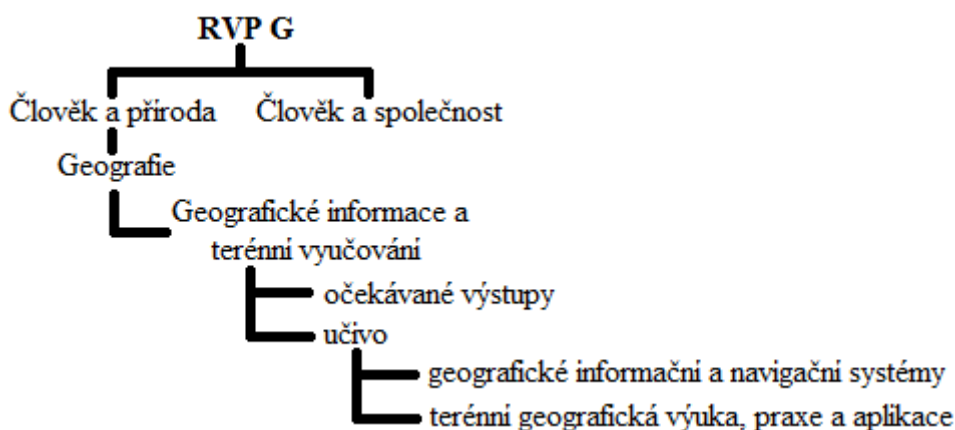 RVP G
Člověk a příroda
Člověk a společnost
Geografie
Geografické informace a
terénní vyučování
očekávané výstupy
učivo
geografické informační a navigační systémy
terénní geografická výuka, praxe a aplikace